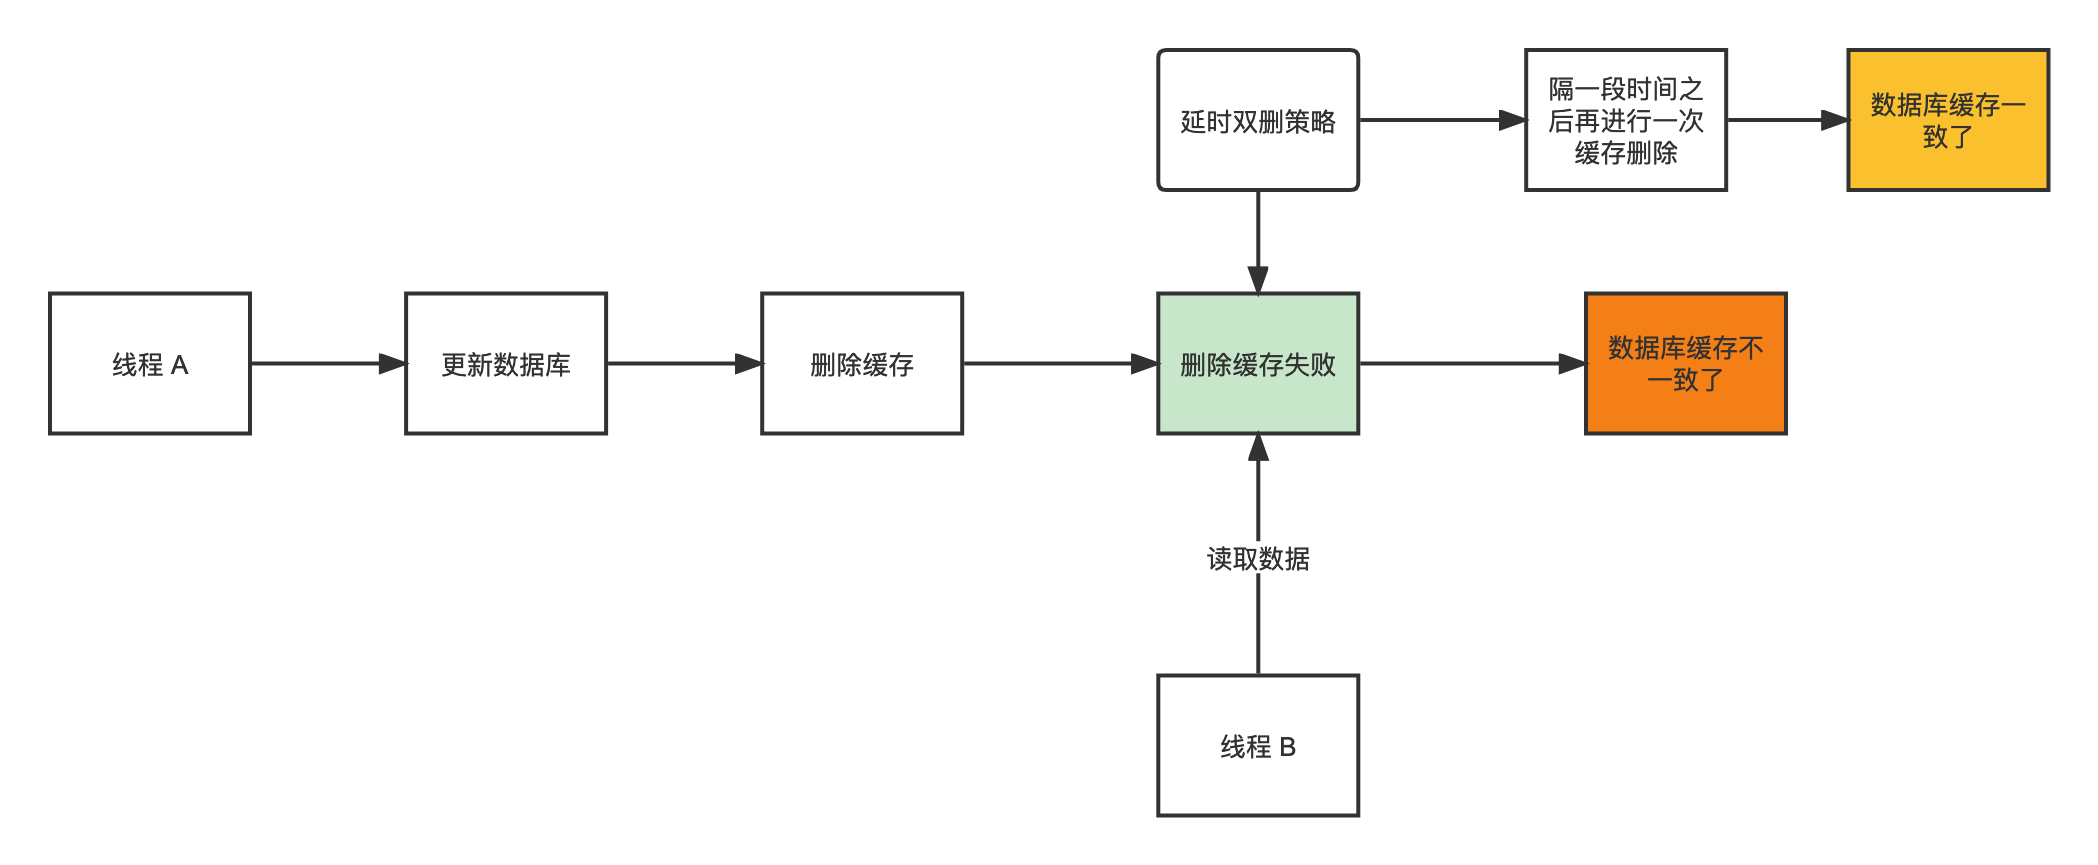 延时双删策略
隔一段时间之
后再进行一次
缓存删除
数据库缓存一
致了
线程 A
更新数据库
删除缓存
删除缓存失败
数据库缓存不
一致了
读取数据
线程 B